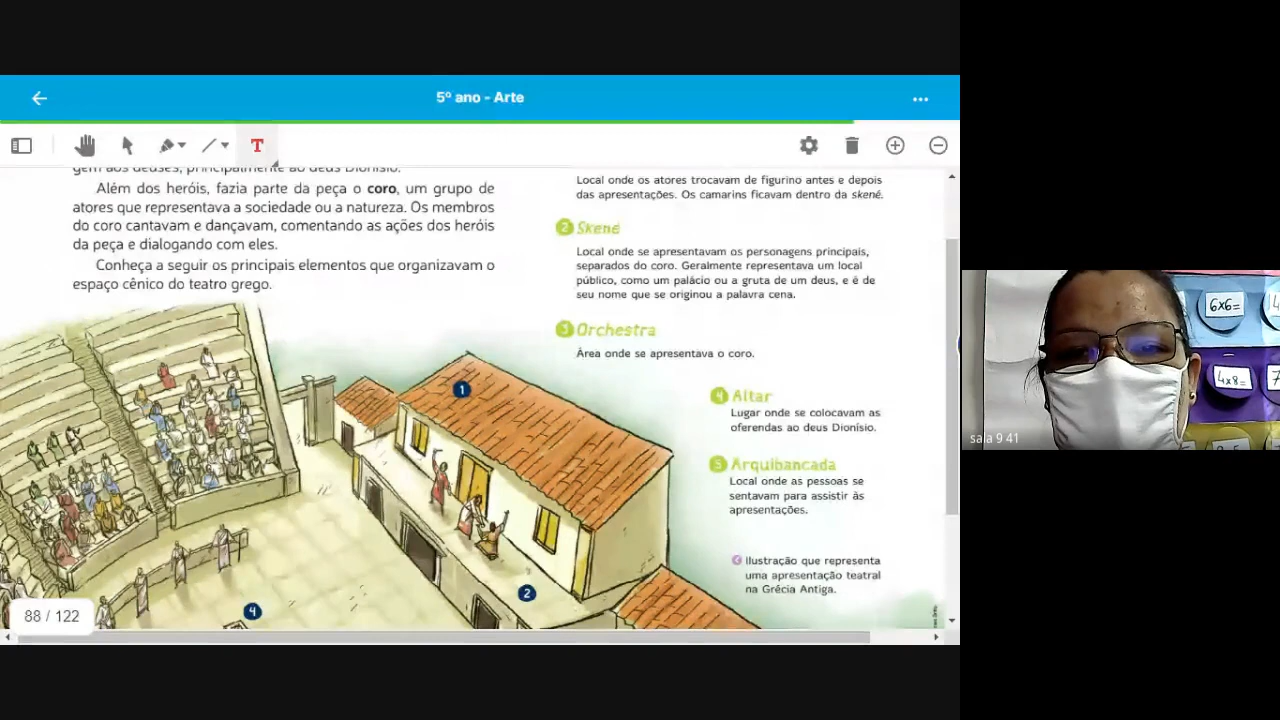 5º ano - Arte
T
gem aos deuses, principalmente ao deus Dionísio.
Além dos heróis, fazia parte da peça o coro, um grupo de
atores que representava a sociedade ou a natureza. Os membros
do coro cantavam e dançavam, comentando as ações dos heróis
da peça e dialogando com eles.
Conheça a seguir os principais elementos que organizavam o
espaço cênico do teatro grego.
Local onde os atores trocavam de figurino antes e depois
das apresentações. Os camarins ficavam dentro da skené.
2 Skené
Local onde se apresentavam os personagens principais,
separados do coro. Geralmente representava um local
público, como um palácio ou a gruta de um deus, e é de
seu nome que se originou a palavra cena.
3 Orchestra
Área onde se apresentava o coro.
4 Altar
Lugar onde se colocavam as
oferendas ao deus Dionísio.
5 Arquibancada
Local onde as pessoas se
sentavam para assistir às
apresentações.
Ilustração que representa
uma apresentação teatral
na Grécia Antiga.
1
2
4
88 / 122
6x6=
4x8=
sala 9 41